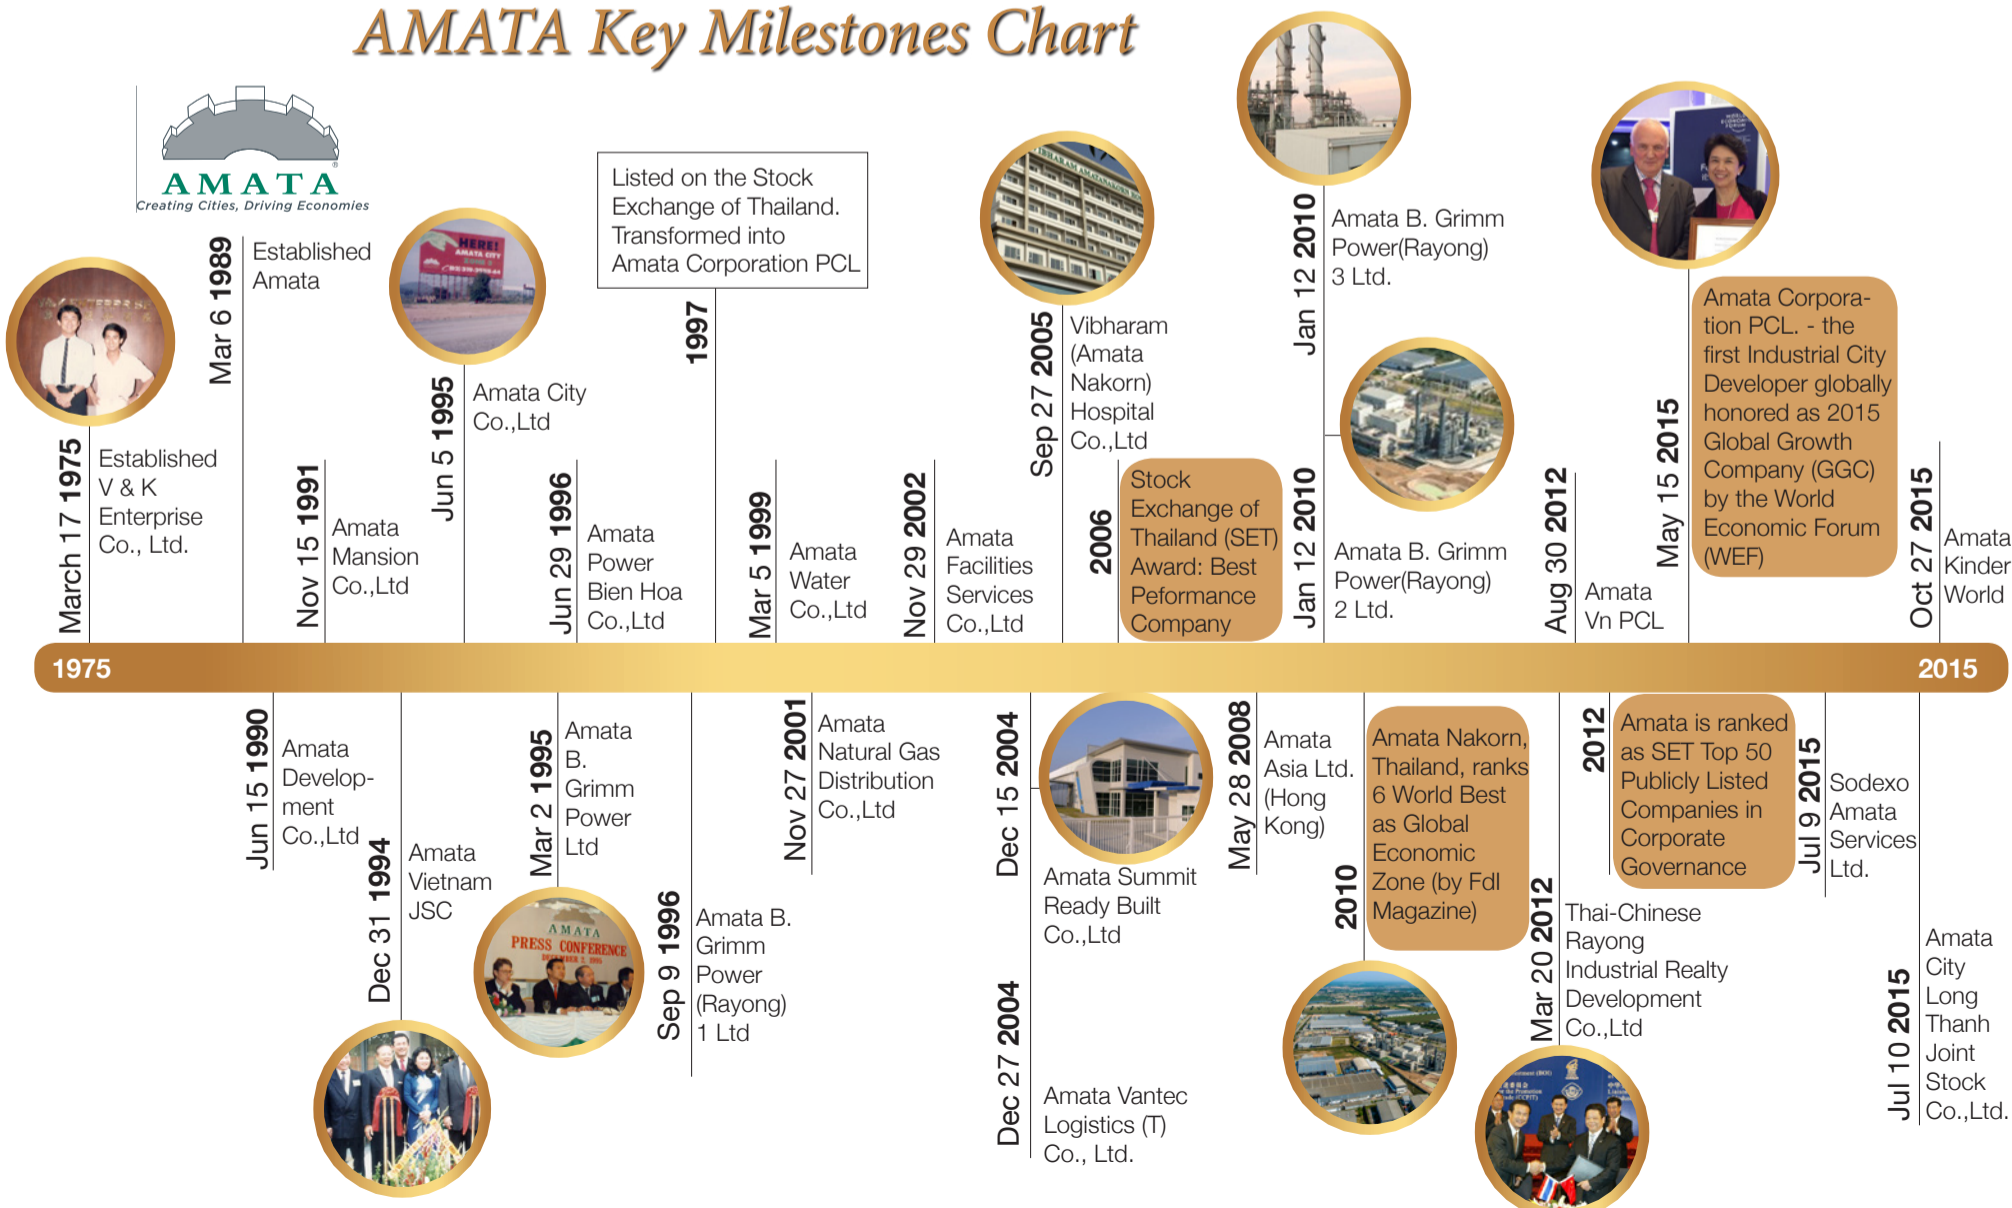 AMATA Key Milestones Chart
AMATA
Creating Cities, Driving Economies
March 17 1975
Established
V & K
Enterprise
Co., Ltd.
Mar 6 1989
Established
Amata
Nov 15 1991
Amata
Mansion
Co.,Ltd
HERE!
AMATA CITY
Jun 5 1995
Amata City
Co.,Ltd
Jun 29 1996
Amata
Power
Bien Hoa
Co.,Ltd
Listed on the Stock
Exchange of Thailand.
Transformed into
Amata Corporation PCL
1997
Mar 5 1999
Amata
Water
Co.,Ltd
Nov 29 2002
Amata
Facilities
Services
Co.,Ltd
Sep 27 2005
Vibharam
(Amata
Nakorn)
Hospital
Co.,Ltd
2006
Stock
Exchange of
Thailand (SET)
Award: Best
Peformance
Company
Jan 12 2010
Amata B. Grimm
Power(Rayong)
3 Ltd.
Jan 12 2010
Amata B. Grimm
Power(Rayong)
2 Ltd.
Aug 30 2012
Amata
Vn PCL
May 15 2015
Amata Corpora-
tion PCL. - the
first Industrial City
Developer globally
honored as 2015
Global Growth
Company (GGC)
by the World
Economic Forum
(WEF)
Oct 27 2015
Amata
Kinder
World
1975
2015
Jun 15 1990
Amata
Develop-
ment
Co.,Ltd
Dec 31 1994
Amata
Vietnam
JSC
Mar 2 1995
Amata
B.
Grimm
Power
Ltd
AMATA
PRESS CONFERENCE
Sep 9 1996
Amata B.
Grimm
Power
(Rayong)
1 Ltd
Nov 27 2001
Amata
Natural Gas
Distribution
Co.,Ltd
Dec 15 2004
Amata Summit
Ready Built
Co.,Ltd
Dec 27 2004
Amata Vantec
Logistics (T)
Co., Ltd.
May 28 2008
Amata
Asia Ltd.
(Hong
Kong)
2010
Amata Nakorn,
Thailand, ranks
6 World Best
as Global
Economic
Zone (by FdI
Magazine)
Mar 20 2012
Thai-Chinese
Rayong
Industrial Realty
Development
Co.,Ltd
2012
Amata is ranked
as SET Top 50
Publicly Listed
Companies in
Corporate
Governance
Jul 9 2015
Sodexo
Amata
Services
Ltd.
Jul 10 2015
Amata
City
Long
Thanh
Joint
Stock
Co.,Ltd.